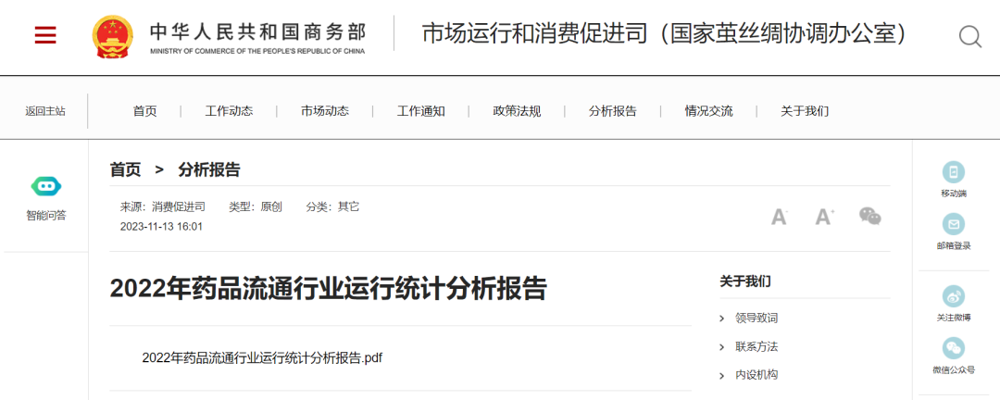 中华人民共和国商务部
MINISTRY OF COMMERCE OF THE PEOPLE'S REPUBLIC OF CHINA
市场运行和消费促进司（国家茧丝绸协调办公室）
返回主站
首页 | 工作动态 | 市场动态 | 工作通知 | 政策法规 | 分析报告 | 情况交流 | 关于我们
智能问答
首页 > 分析报告
来源：消费促进司 类型：原创 分类：其它
2023-11-13 16:01
A- A+
2022年药品流通行业运行统计分析报告
2022年药品流通行业运行统计分析报告.pdf
关于我们
领导致词
联系方法
内设机构
移动端
邮箱登录
关注微博
微信公众号